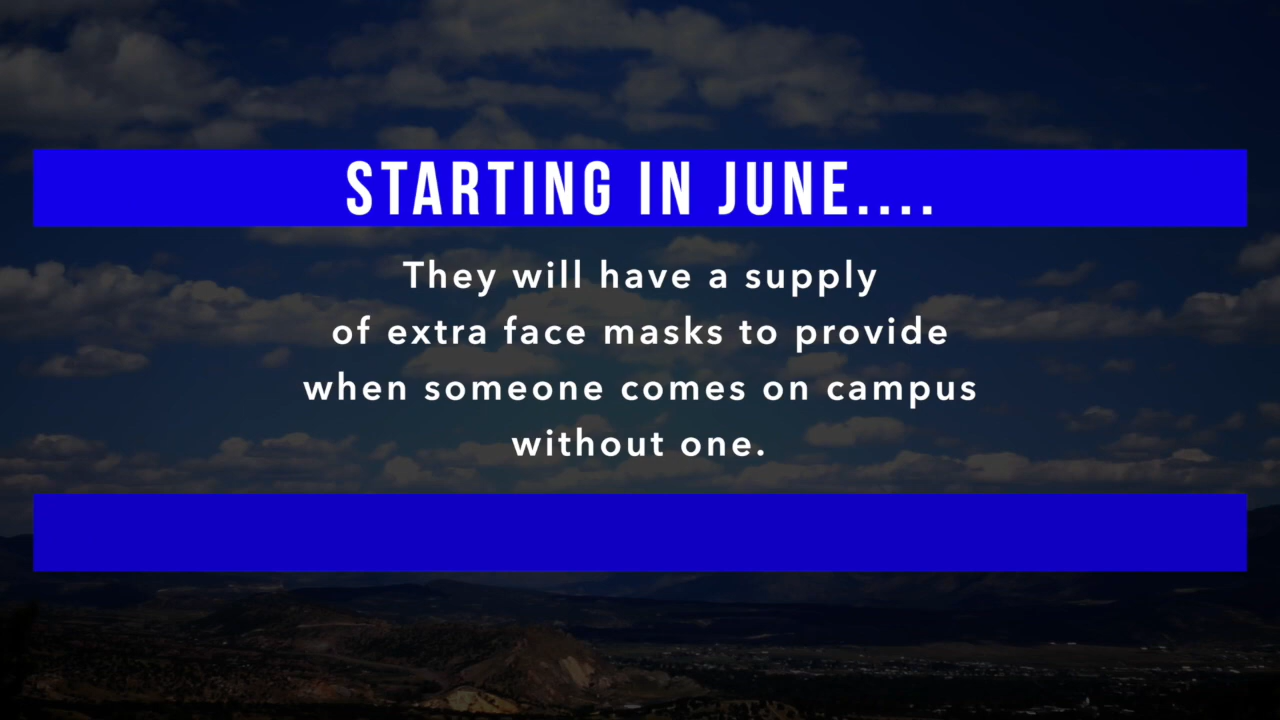 STARTING IN JUNE....
They will have a supply
of extra face masks to provide
when someone comes on campus
without one.